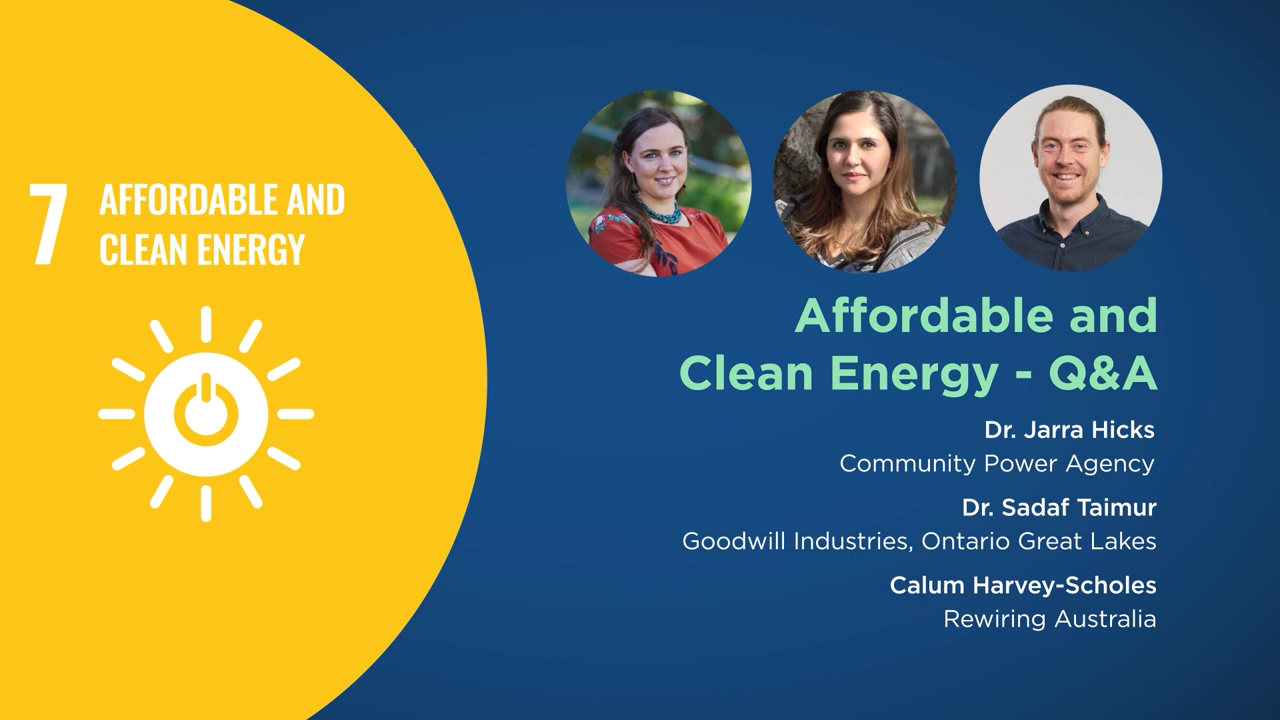 7
AFFORDABLE AND
CLEAN ENERGY
Affordable and
Clean Energy - Q&A
Dr. Jarra Hicks
Community Power Agency
Dr. Sadaf Taimur
Goodwill Industries, Ontario Great Lakes
Calum Harvey-Scholes
Rewiring Australia